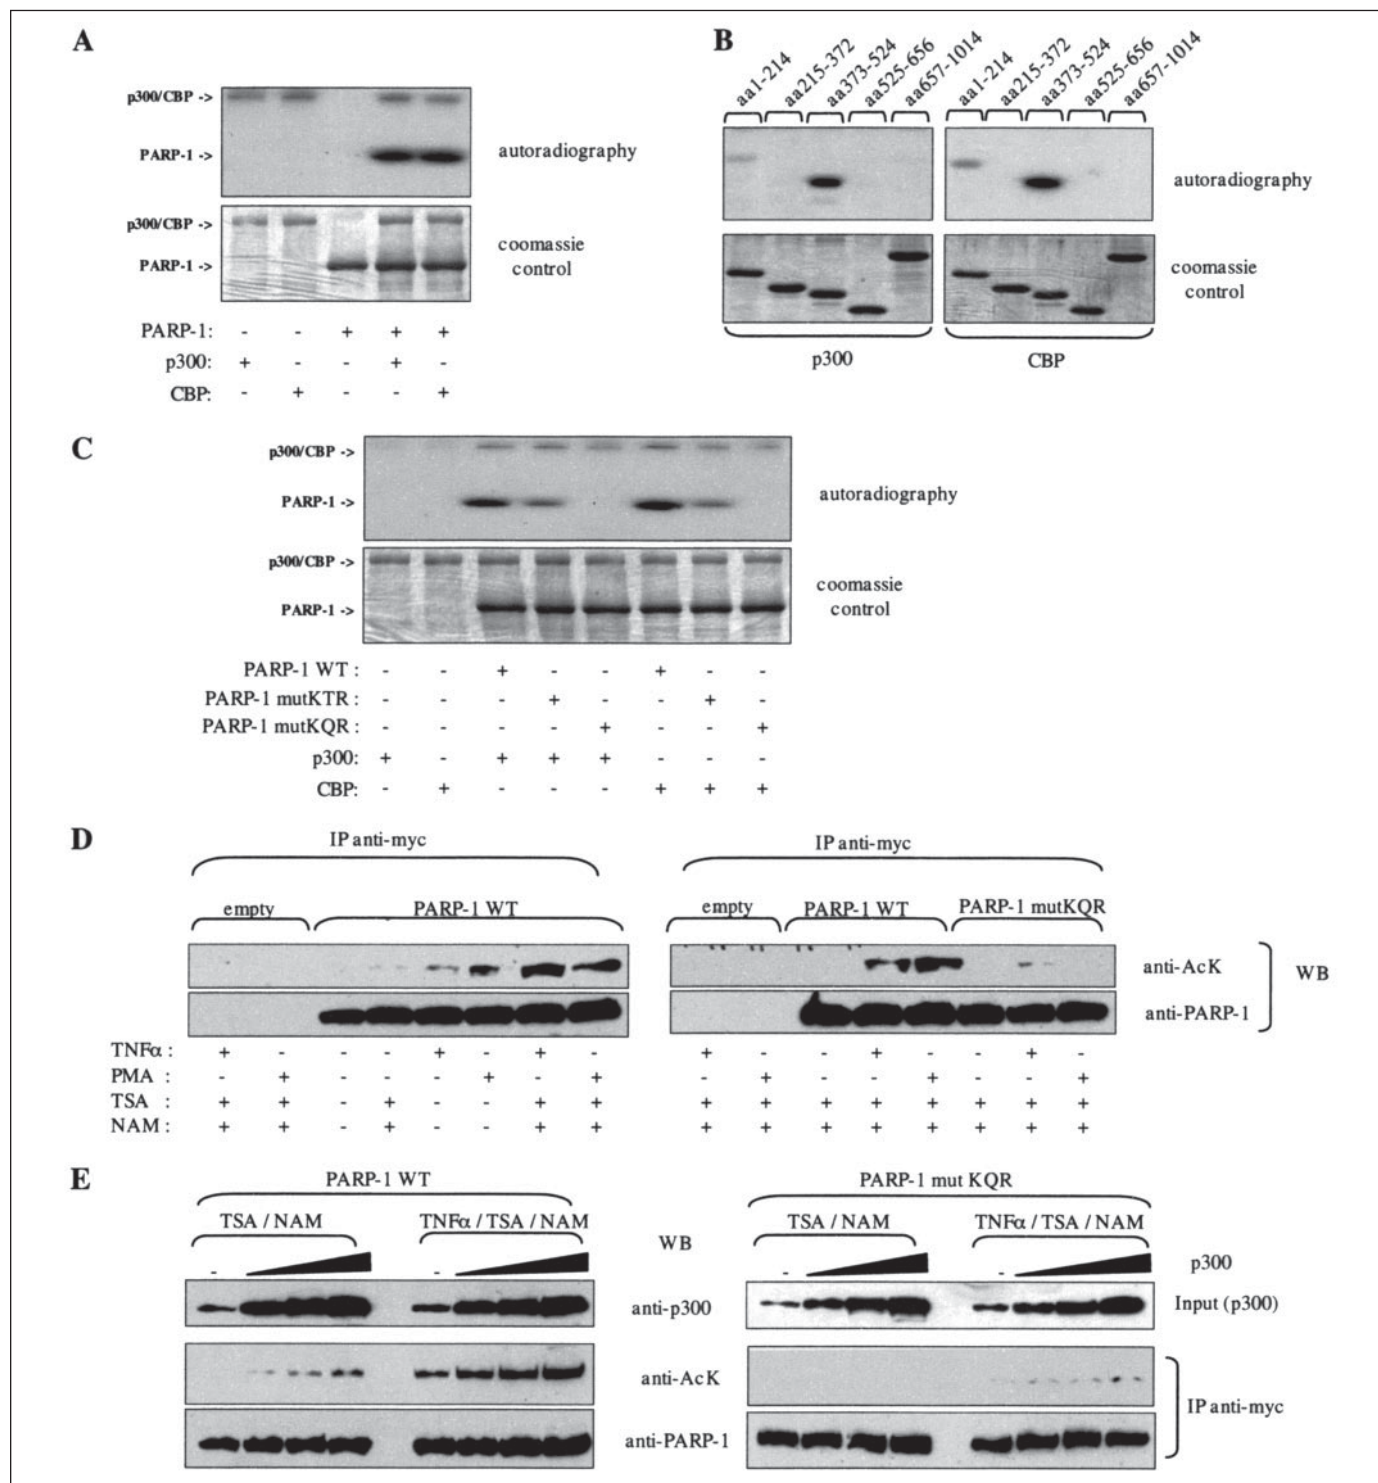 A
p300/CBP ->
PARP-1 ->
autoradiography
p300/CBP ->
PARP-1 ->
coomassie
control
PARP-1: - - + + +
p300: + - - + -
CBP: - + - - +
B
aa1-214 aa215-372 aa373-524 aa525-656 aa657-1014 aa1-214 aa215-372 aa373-524 aa525-656 aa657-1014
autoradiography
coomassie
control
p300 CBP
C
p300/CBP ->
PARP-1 ->
autoradiography
p300/CBP ->
PARP-1 ->
coomassie
control
PARP-1 WT : - - + - - + - -
PARP-1 mutKTR : - - - + - - + -
PARP-1 mutKQR : - - - - + - - +
p300: + - + + + - - -
CBP: - + - - - + + +
D
IP anti-myc IP anti-myc
empty PARP-1 WT empty PARP-1 WT PARP-1 mutKQR
anti-AcK
anti-PARP-1
WB
TNFα : + - - - + - + - + - - + - - + -
PMA : - + - - - + - + - + - - + - - +
TSA : + + - + - - + + + + + + + + + +
NAM : + + - + - - + + + + + + + + + +
E
PARP-1 WT PARP-1 mut KQR
TSA / NAM TNFα / TSA / NAM WB TSA / NAM TNFα / TSA / NAM
- - - - p300
anti-p300 Input (p300)
anti-AcK
anti-PARP-1
IP anti-myc